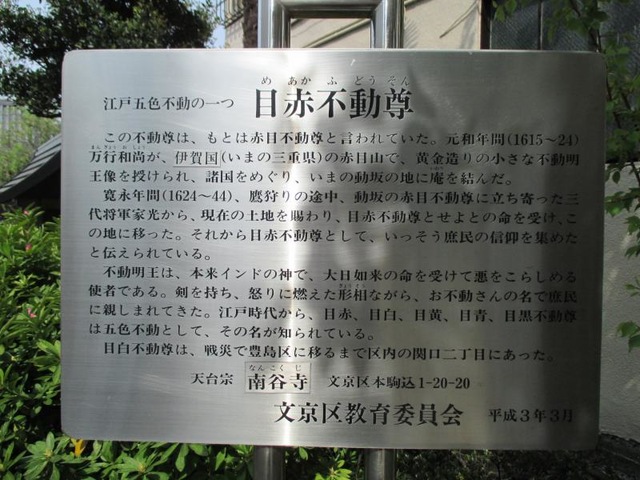 め あか ふ どう そん
江戸五色不動の一つ 目赤不動尊
この不動尊は、もとは赤目不動尊と言われていた。元和年間(1615〜24)
まんぎょうおしょう
万行和尚が、伊賀国(いまの三重県)の赤目山で、黄金造りの小さな不動明
王像を授けられ、諸国をめぐり、いまの動坂の地に庵を結んだ。
寛永年間(1624〜44)、鷹狩りの途中、動坂の赤目不動尊に立ち寄った三
代将軍家光から、現在の土地を賜わり、目赤不動尊とせよとの命を受け、こ
の地に移った。それから目赤不動尊として、いっそう庶民の信仰を集めた
と伝えられている。
不動明王は、本来インドの神で、大日如来の命を受けて悪をこらしめる
使者である。剣を持ち、怒りに燃えた形相ながら、お不動さんの名で庶民
に親しまれてきた。江戸時代から、目赤、目白、目黄、目青、目黒不動尊
は五色不動として、その名が知られている。
目白不動尊は、戦災で豊島区に移るまで区内の関口二丁目にあった。
なんこくじ
天台宗 南谷寺 文京区本駒込1-20-20
文京区教育委員会 平成3年3月